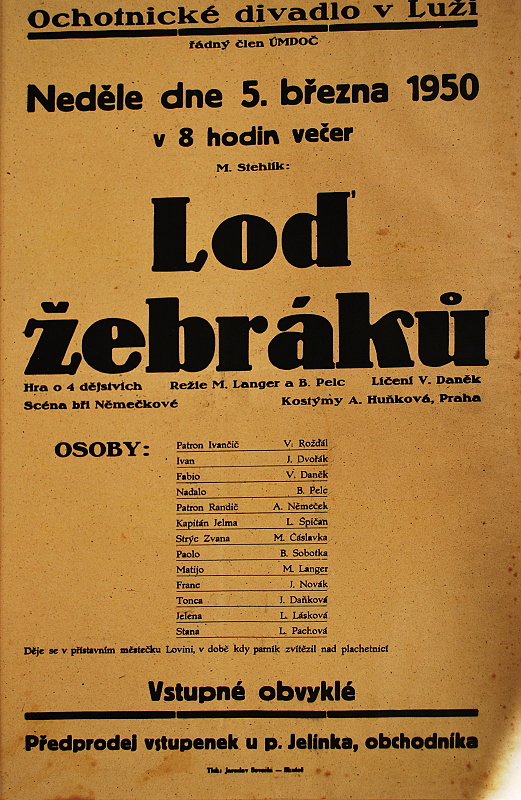 Ochotnické divadlo v Luži
řádný člen ÚMDOČ
Neděle dne 5. března 1950
v 8 hodin večer
M. Stehlík:
Loď
žebráků
Hra o 4 dějstvích Režie M. Langer a B. Pelc Líčení V. Daněk
Scéna bří Němečkové Kostýmy A. Huňková, Praha
OSOBY:
Patron Ivančič V. Rožďál
Ivan J. Dvořák
Fabio V. Daněk
Nadalo B. Pelc
Patron Randič A. Němeček
Kapitán Jelma L. Špičan
Strýc Zvana M. Čáslavka
Paolo B. Sobotka
Matijo M. Langer
Frane J. Novák
Tonca J. Daňková
Jelena L. Lásková
Stana L. Pachová
Děje se v přístavním městečku Lovini, v době kdy parník zvítězil nad plachetnicí
Vstupné obvyklé
Předprodej vstupenek u p. Jelínka, obchodníka
Tisk: Jaroslav